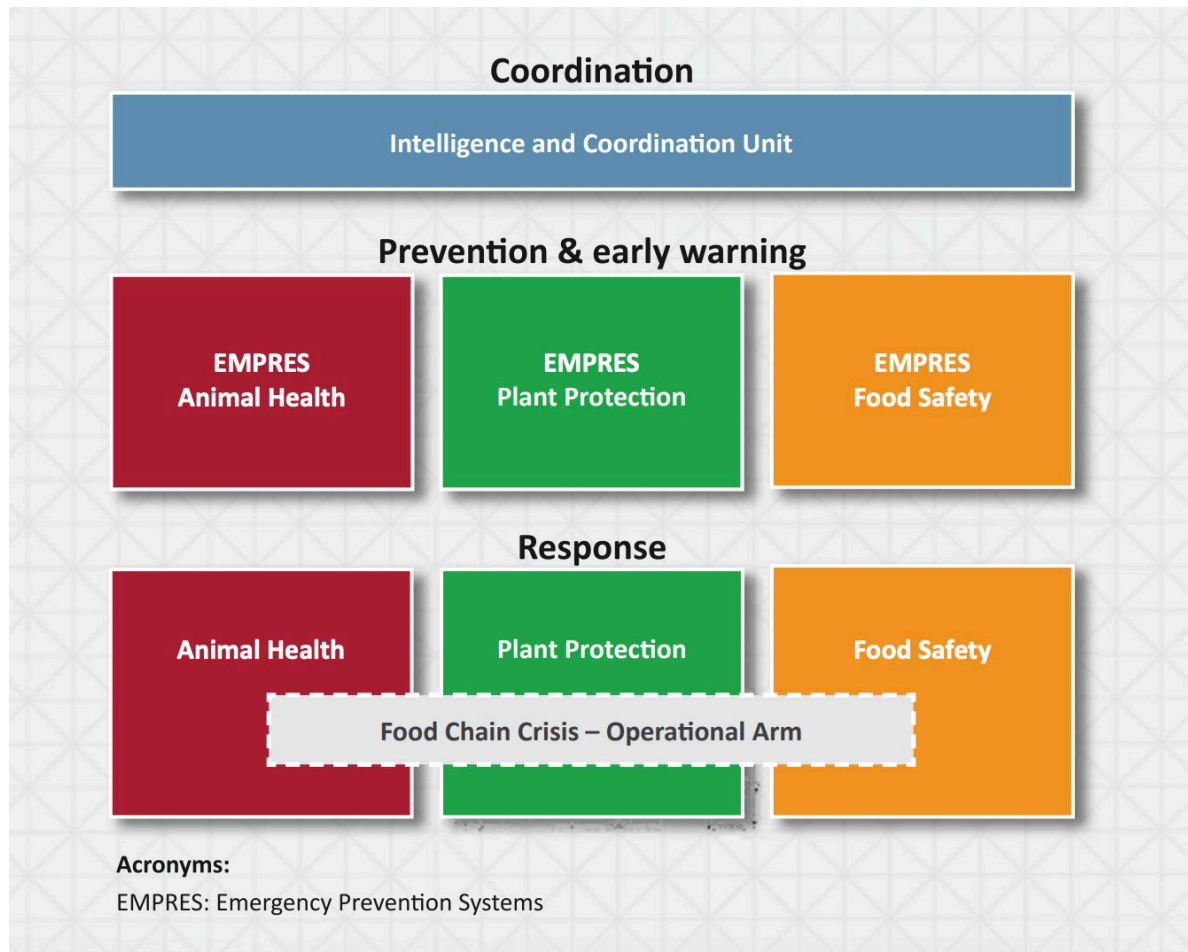 Coordination
Intelligence and Coordination Unit
Prevention & early warning
EMPRES
Animal Health
EMPRES
Plant Protection
EMPRES
Food Safety
Response
Animal Health
Plant Protection
Food Safety
Food Chain Crisis – Operational Arm
Acronyms:
EMPRES: Emergency Prevention Systems